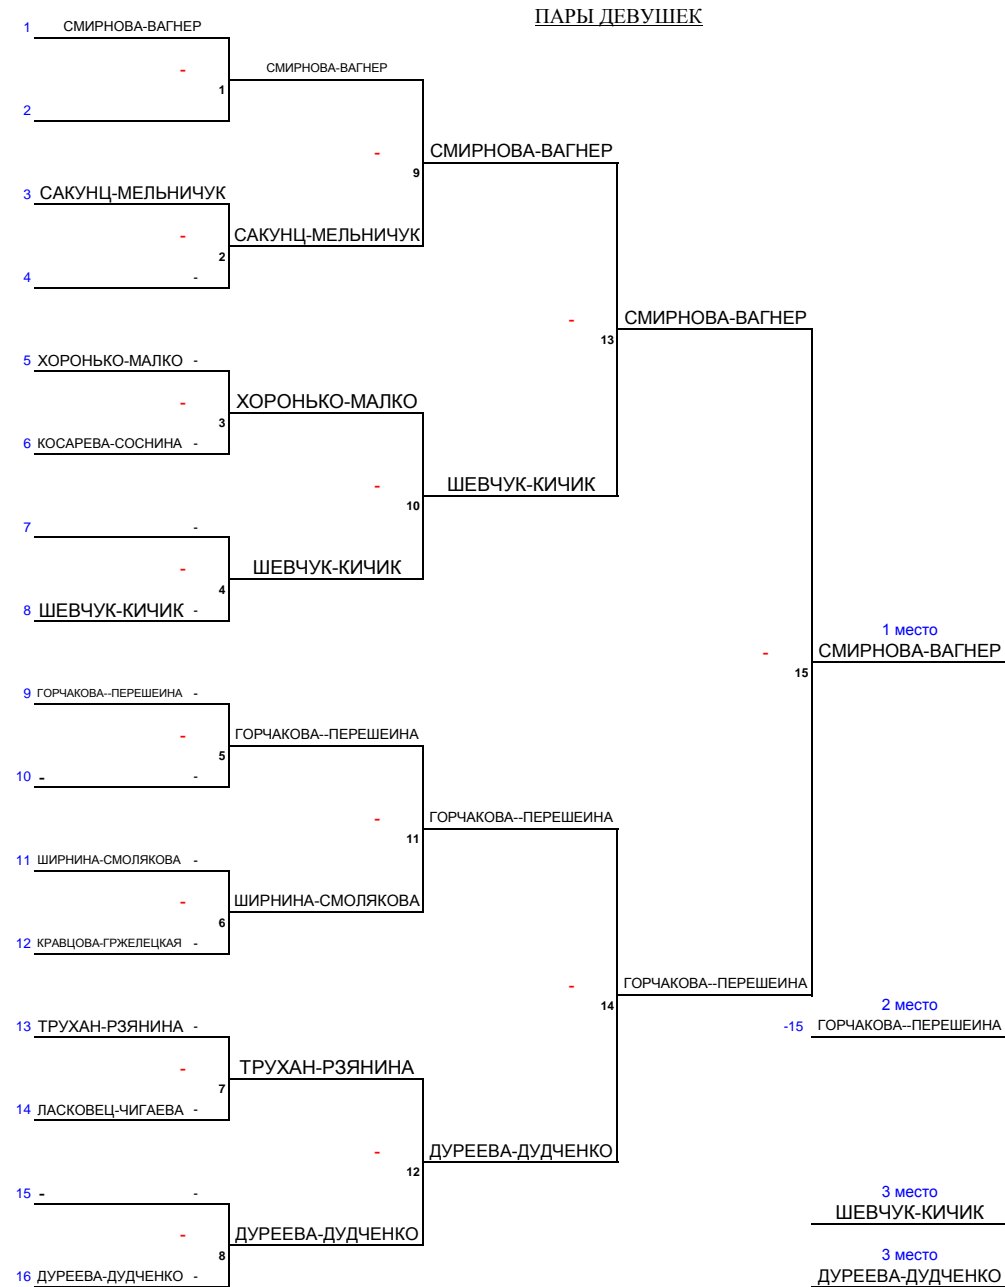 ПАРЫ ДЕВУШЕК
1 СМИРНОВА-ВАГНЕР
- СМИРНОВА-ВАГНЕР
1
2
- СМИРНОВА-ВАГНЕР
9
3 САКУНЦ-МЕЛЬНИЧУК
- САКУНЦ-МЕЛЬНИЧУК
2
4 -
- СМИРНОВА-ВАГНЕР
13
5 ХОРОНЬКО-МАЛКО -
- ХОРОНЬКО-МАЛКО
3
6 КОСАРЕВА-СОСНИНА -
- ШЕВЧУК-КИЧИК
10
7 -
- ШЕВЧУК-КИЧИК
4
8 ШЕВЧУК-КИЧИК -
1 место
- СМИРНОВА-ВАГНЕР
15
9 ГОРЧАКОВА--ПЕРЕШЕИНА -
- ГОРЧАКОВА--ПЕРЕШЕИНА
5
10 - -
- ГОРЧАКОВА--ПЕРЕШЕИНА
11
11 ШИРНИНА-СМОЛЯКОВА -
- ШИРНИНА-СМОЛЯКОВА
6
12 КРАВЦОВА-ГРЖЕЛЕЦКАЯ -
- ГОРЧАКОВА--ПЕРЕШЕИНА
14
2 место
13 ТРУХАН-РЗЯНИНА -
-15 ГОРЧАКОВА--ПЕРЕШЕИНА
- ТРУХАН-РЗЯНИНА
7
14 ЛАСКОВЕЦ-ЧИГАЕВА -
- ДУРЕЕВА-ДУДЧЕНКО
12
15 - -
3 место
ШЕВЧУК-КИЧИК
- ДУРЕЕВА-ДУДЧЕНКО
8
3 место
16 ДУРЕЕВА-ДУДЧЕНКО -
ДУРЕЕВА-ДУДЧЕНКО